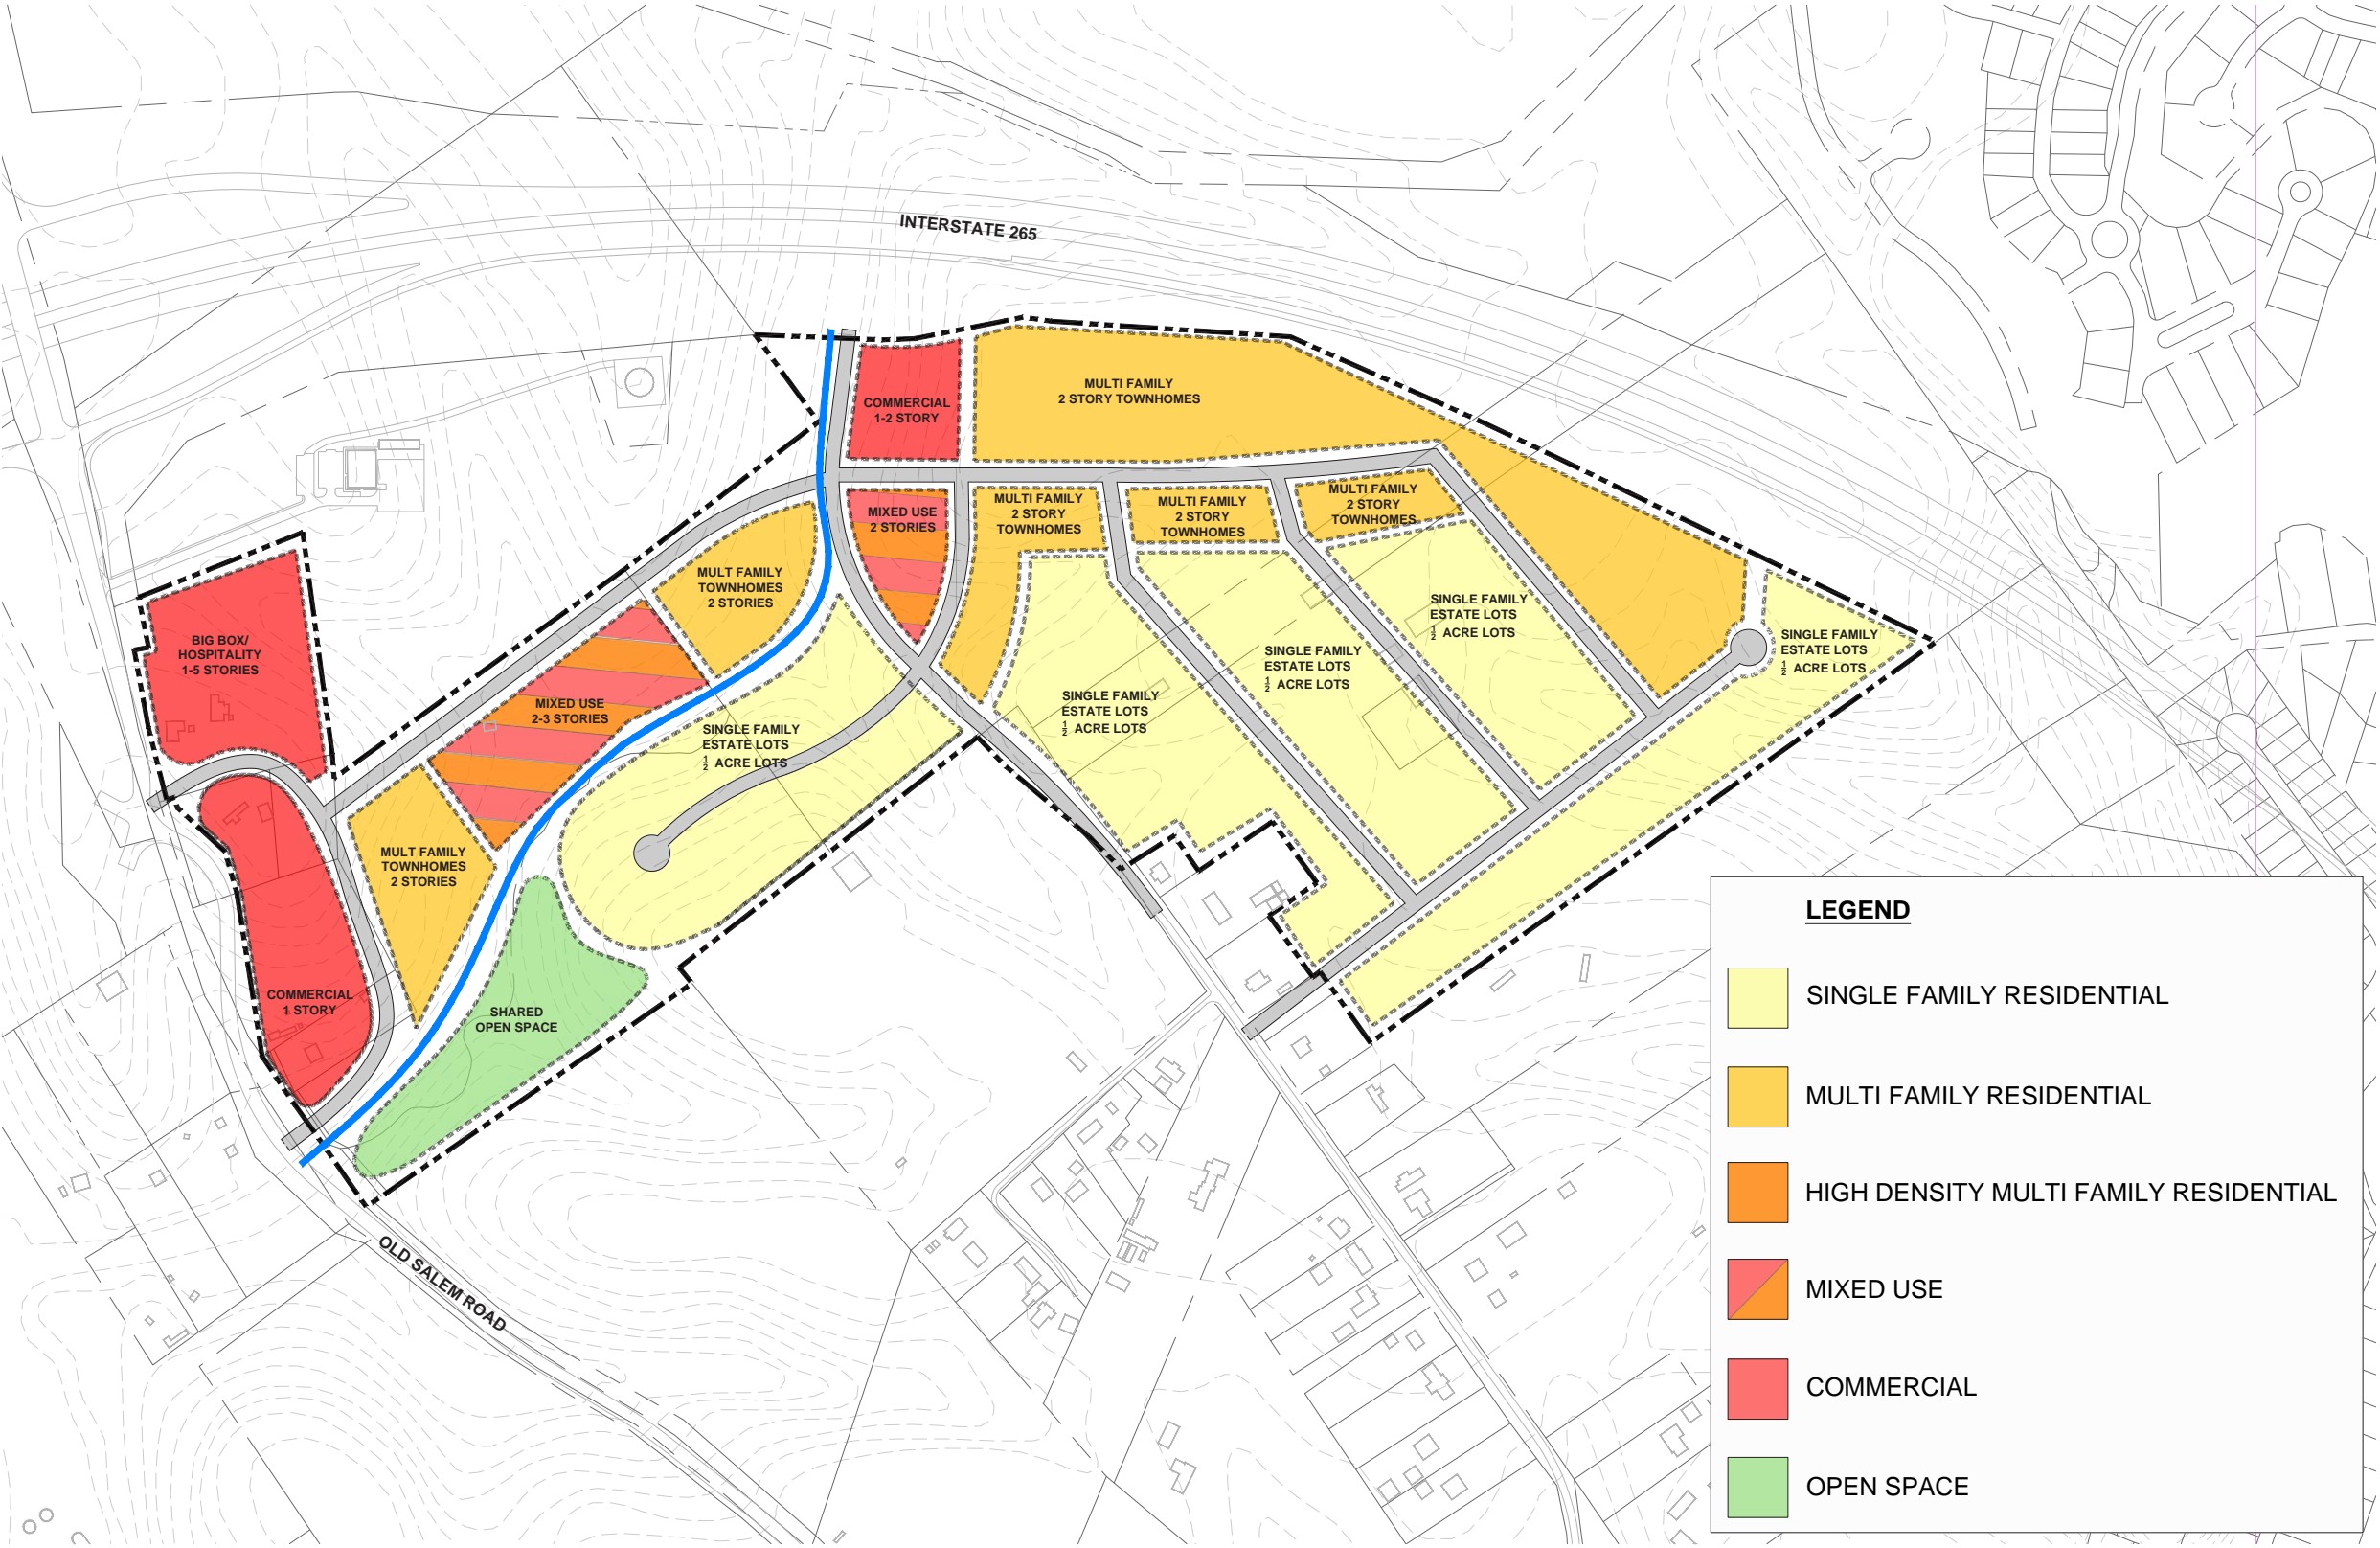 INTERSTATE 265
COMMERCIAL
1-2 STORY
MULTI FAMILY
2 STORY TOWNHOMES
MIXED USE
2 STORIES
MULTI FAMILY
2 STORY
TOWNHOMES
MULTI FAMILY
2 STORY
TOWNHOMES
MULTI FAMILY
2 STORY
TOWNHOMES
MULT FAMILY
TOWNHOMES
2 STORIES
BIG BOX/
HOSPITALITY
1-5 STORIES
MIXED USE
2-3 STORIES
SINGLE FAMILY
ESTATE LOTS
½ ACRE LOTS
SINGLE FAMILY
ESTATE LOTS
½ ACRE LOTS
SINGLE FAMILY
ESTATE LOTS
½ ACRE LOTS
SINGLE FAMILY
ESTATE LOTS
½ ACRE LOTS
SINGLE FAMILY
ESTATE LOTS
½ ACRE LOTS
MULT FAMILY
TOWNHOMES
2 STORIES
COMMERCIAL
1 STORY
SHARED
OPEN SPACE
OLD SALEM ROAD
LEGEND
SINGLE FAMILY RESIDENTIAL
MULTI FAMILY RESIDENTIAL
HIGH DENSITY MULTI FAMILY RESIDENTIAL
MIXED USE
COMMERCIAL
OPEN SPACE